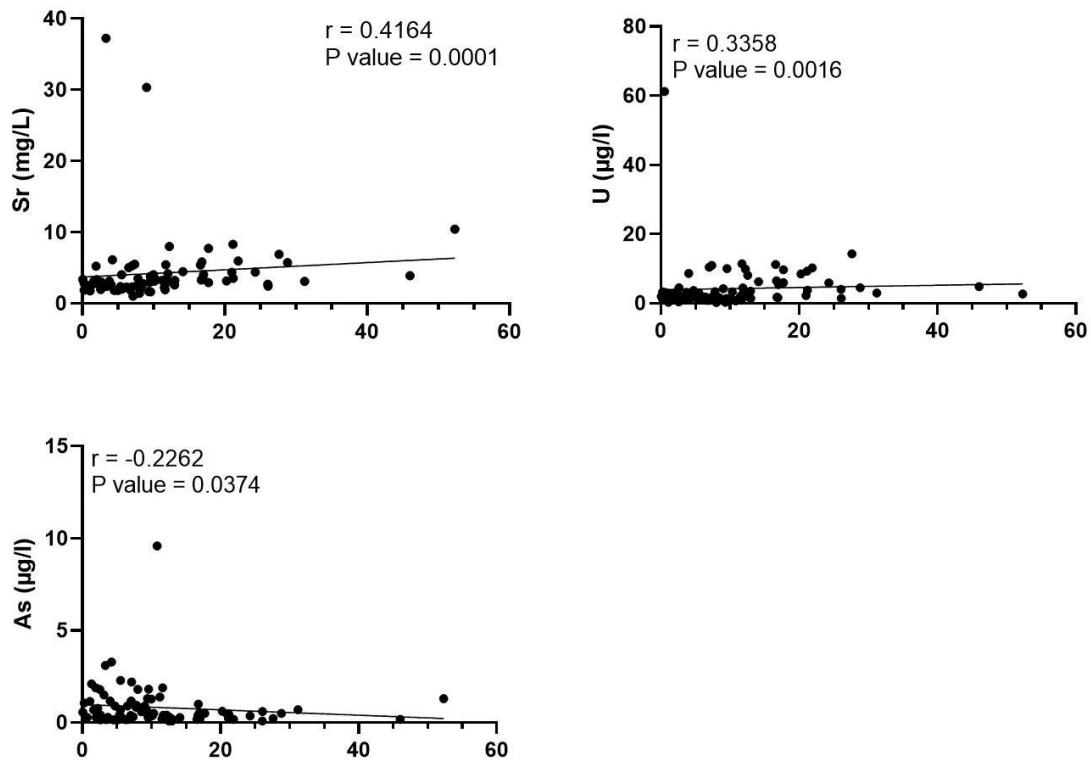 r = 0.4164
P value = 0.0001
Sr (mg/L)
40
30
20
10
0
0 20 40 60
r = 0.3358
P value = 0.0016
U (µg/l)
80
60
40
20
0
0 20 40 60
r = -0.2262
P value = 0.0374
As (µg/l)
15
10
5
0
0 20 40 60